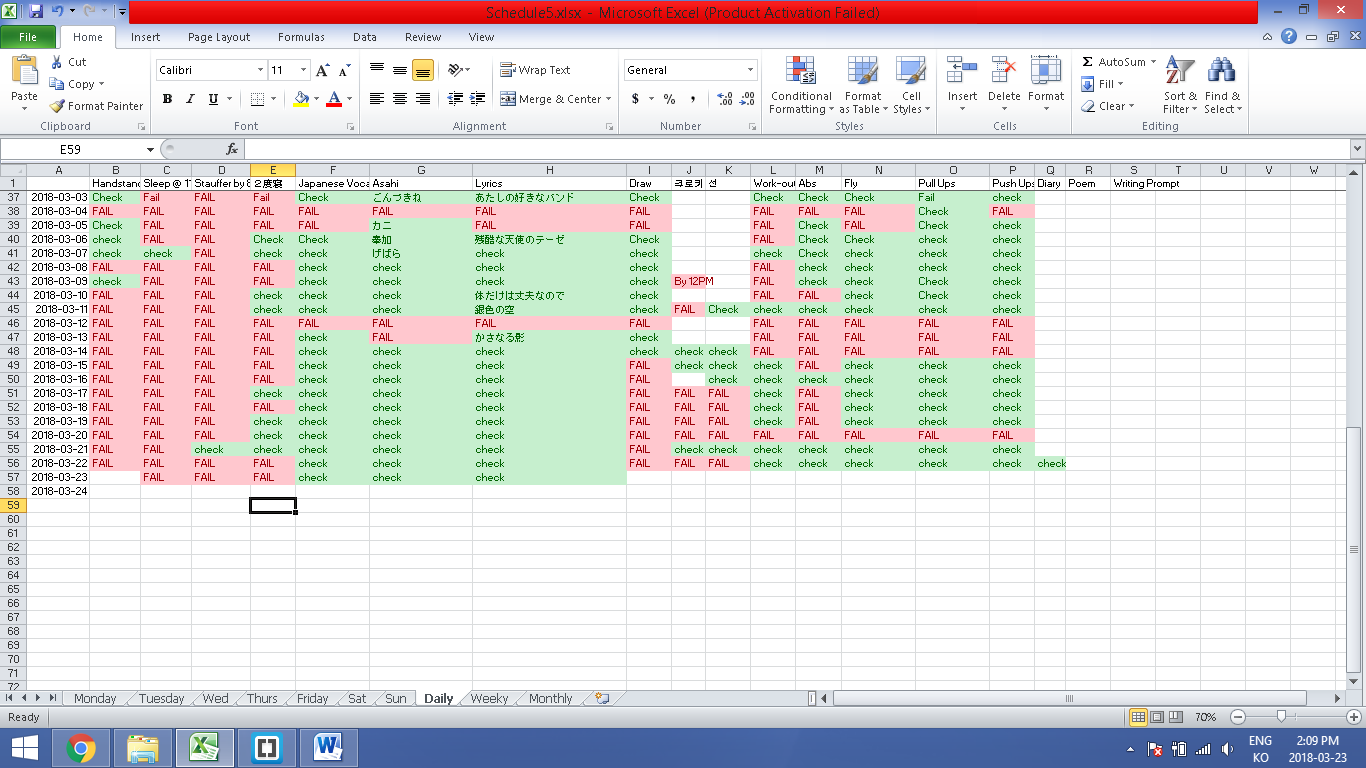 Schedule5.xlsx - Microsoft Excel (Product Activation Failed)
File Home Insert Page Layout Formulas Data Review View
Paste Cut Copy Format Painter Clipboard
Calibri 11 B I U Font
Wrap Text Merge & Center Alignment
General $ % , Number
Conditional Formatting Format as Table Cell Styles Styles
Insert Delete Format Cells
AutoSum Fill Clear Sort & Filter Find & Select Editing
E59 fx
A B C D E F G H I J K L M N O P Q R S T U V W
1 Handstand Sleep @ 1 Stauffer by 8 2度寝 Japanese Voca Asahi Lyrics Draw 크로키 선 Work-out Abs Fly Pull Ups Push Ups Diary Poem Writing Prompt
37 2018-03-03 Check Fail FAIL Fail Check ごんづきね あたしの好きなバンド Check Check Check Check Fail check
38 2018-03-04 FAIL FAIL FAIL FAIL FAIL FAIL FAIL FAIL FAIL FAIL FAIL Check FAIL
39 2018-03-05 Check FAIL FAIL FAIL FAIL カニ FAIL FAIL FAIL Check FAIL Check check
40 2018-03-06 check FAIL FAIL Check Check 奉加 残酷な天使のテーゼ Check FAIL Check Check Check check
41 2018-03-07 check check FAIL check check げばら check check check Check check check check
42 2018-03-08 FAIL FAIL FAIL FAIL check check check check FAIL check check check check
43 2018-03-09 check FAIL FAIL FAIL check check check check By 12PM FAIL Check check check check
44 2018-03-10 FAIL FAIL FAIL check check check 体だけは丈夫なので check FAIL FAIL check check check
45 2018-03-11 FAIL FAIL FAIL check check check 銀色の空 check FAIL Check check check check check check
46 2018-03-12 FAIL FAIL FAIL FAIL FAIL FAIL FAIL FAIL FAIL FAIL FAIL FAIL FAIL
47 2018-03-13 FAIL FAIL FAIL FAIL check FAIL かさなる影 check FAIL FAIL FAIL FAIL FAIL
48 2018-03-14 FAIL FAIL FAIL FAIL check check check check check check FAIL FAIL FAIL FAIL FAIL
49 2018-03-15 FAIL FAIL FAIL FAIL check check check FAIL check check check FAIL check check check
50 2018-03-16 FAIL FAIL FAIL FAIL check check check FAIL check check check check check check
51 2018-03-17 FAIL FAIL FAIL check check check check FAIL FAIL FAIL check FAIL check check check
52 2018-03-18 FAIL FAIL FAIL FAIL check check check FAIL FAIL FAIL check FAIL check check check
53 2018-03-19 FAIL FAIL FAIL check check check check FAIL FAIL FAIL check FAIL check check check
54 2018-03-20 FAIL FAIL FAIL check check check check FAIL FAIL FAIL FAIL FAIL FAIL FAIL FAIL
55 2018-03-21 FAIL FAIL check check check check check FAIL check check check check check check check
56 2018-03-22 FAIL FAIL FAIL FAIL check check check FAIL FAIL FAIL check check check check check check
57 2018-03-23 FAIL FAIL FAIL check check check
58 2018-03-24
59
60
61
62
63
64
65
66
67
68
69
70
71
72
Monday Tuesday Wed Thurs Friday Sat Sun Daily Weeky Monthly
Ready 70%
ENG 2:09 PM
KO 2018-03-23